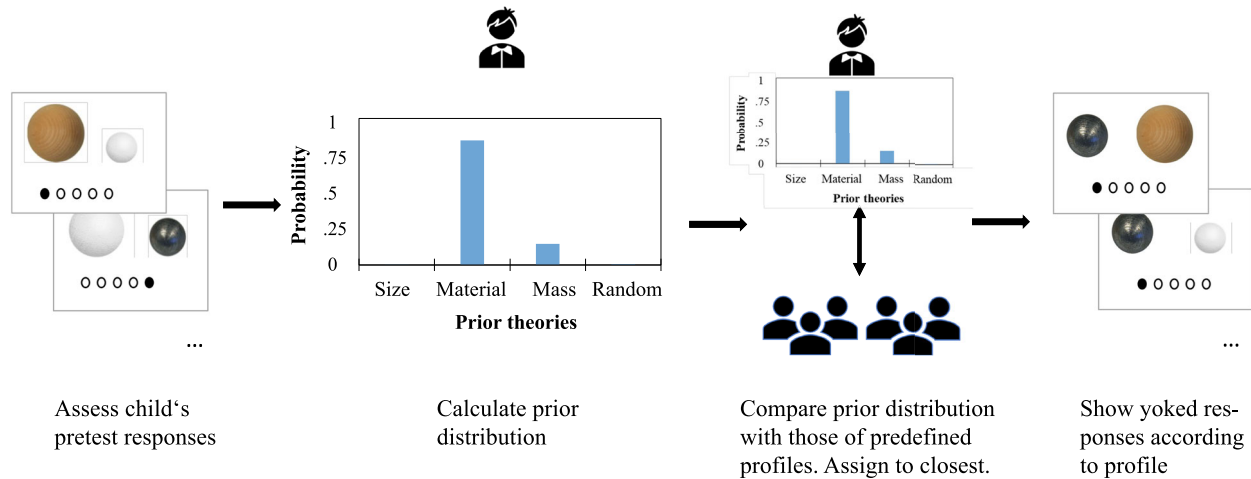 ...
Assess child‘s
pretest responses
Probability
1
.75
.5
.25
0
Size Material Mass Random
Prior theories
Calculate prior
distribution
Probability
1
.75
.5
.25
0
Size Material Mass Random
Prior theories
Compare prior distribution
with those of predefined
profiles. Assign to closest.
...
Show yoked res-
ponses according
to profile